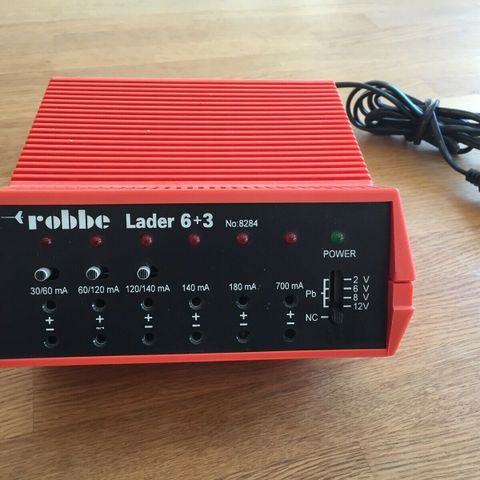 robbe Lader 6+3 No:8284
POWER
30/60 mA 60/120 mA 120/140 mA 140 mA 180 mA 700 mA
+ + + + + +
− − − − − −
Pb
2 V
6 V
8 V
12V
NC